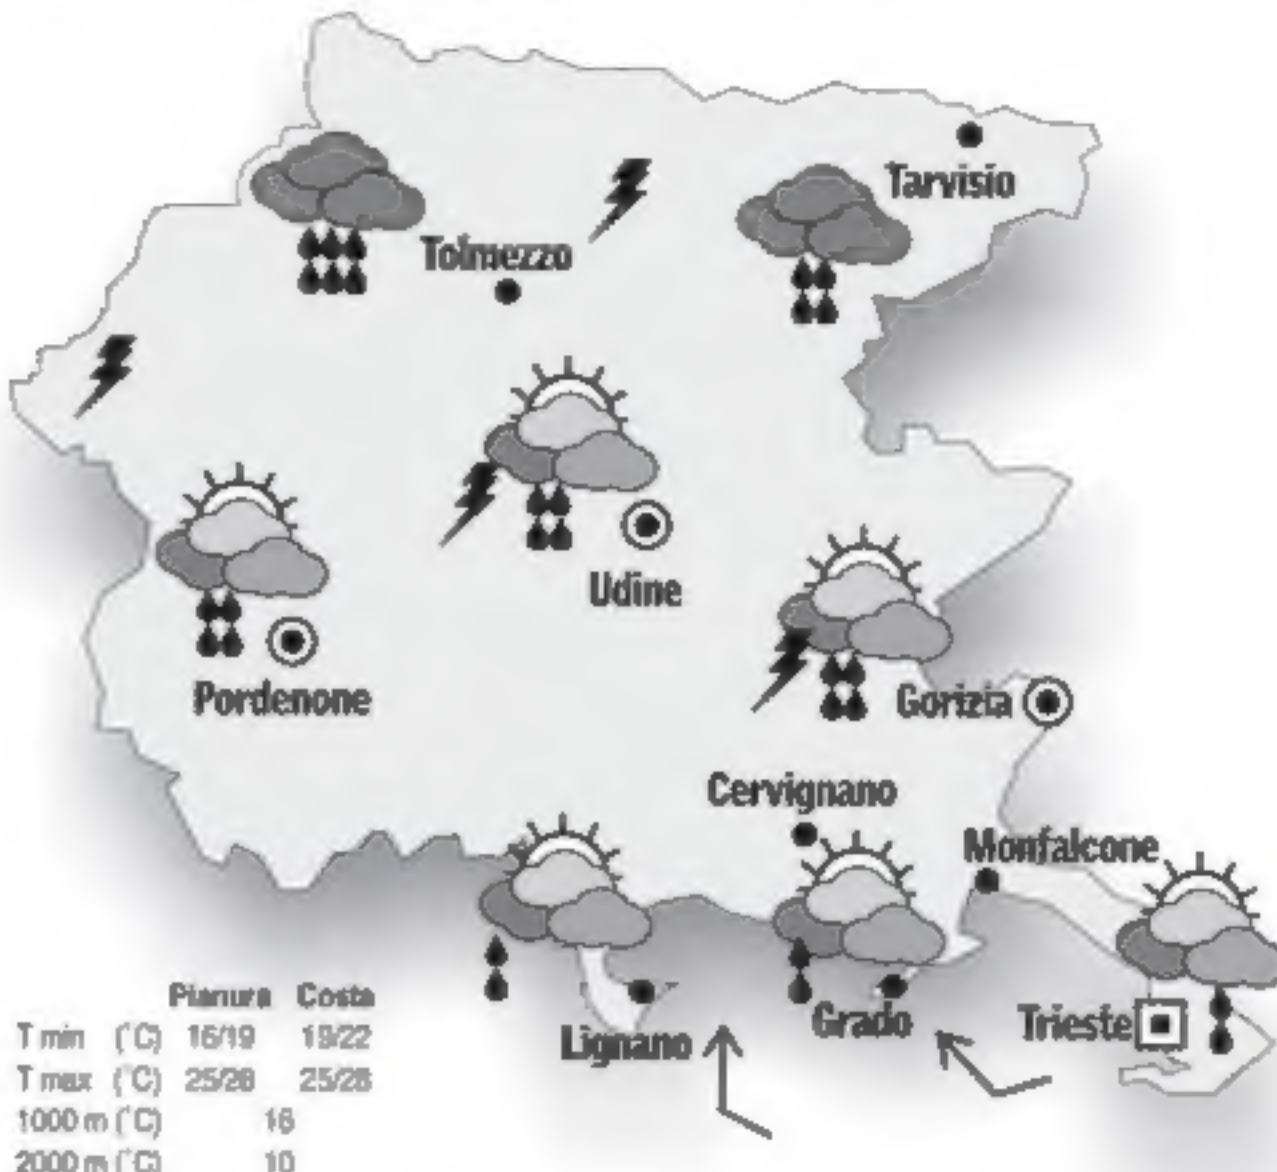 Tarvisio
Tolmezzo
Udine
Pordenone
Gorizia
Cervignano
Monfalcone
Grado
Trieste
Lignano
Pianura Costa
T min (°C) 16/19 19/22
T max (°C) 25/28 25/28
1000 m (°C) 16
2000 m (°C) 10